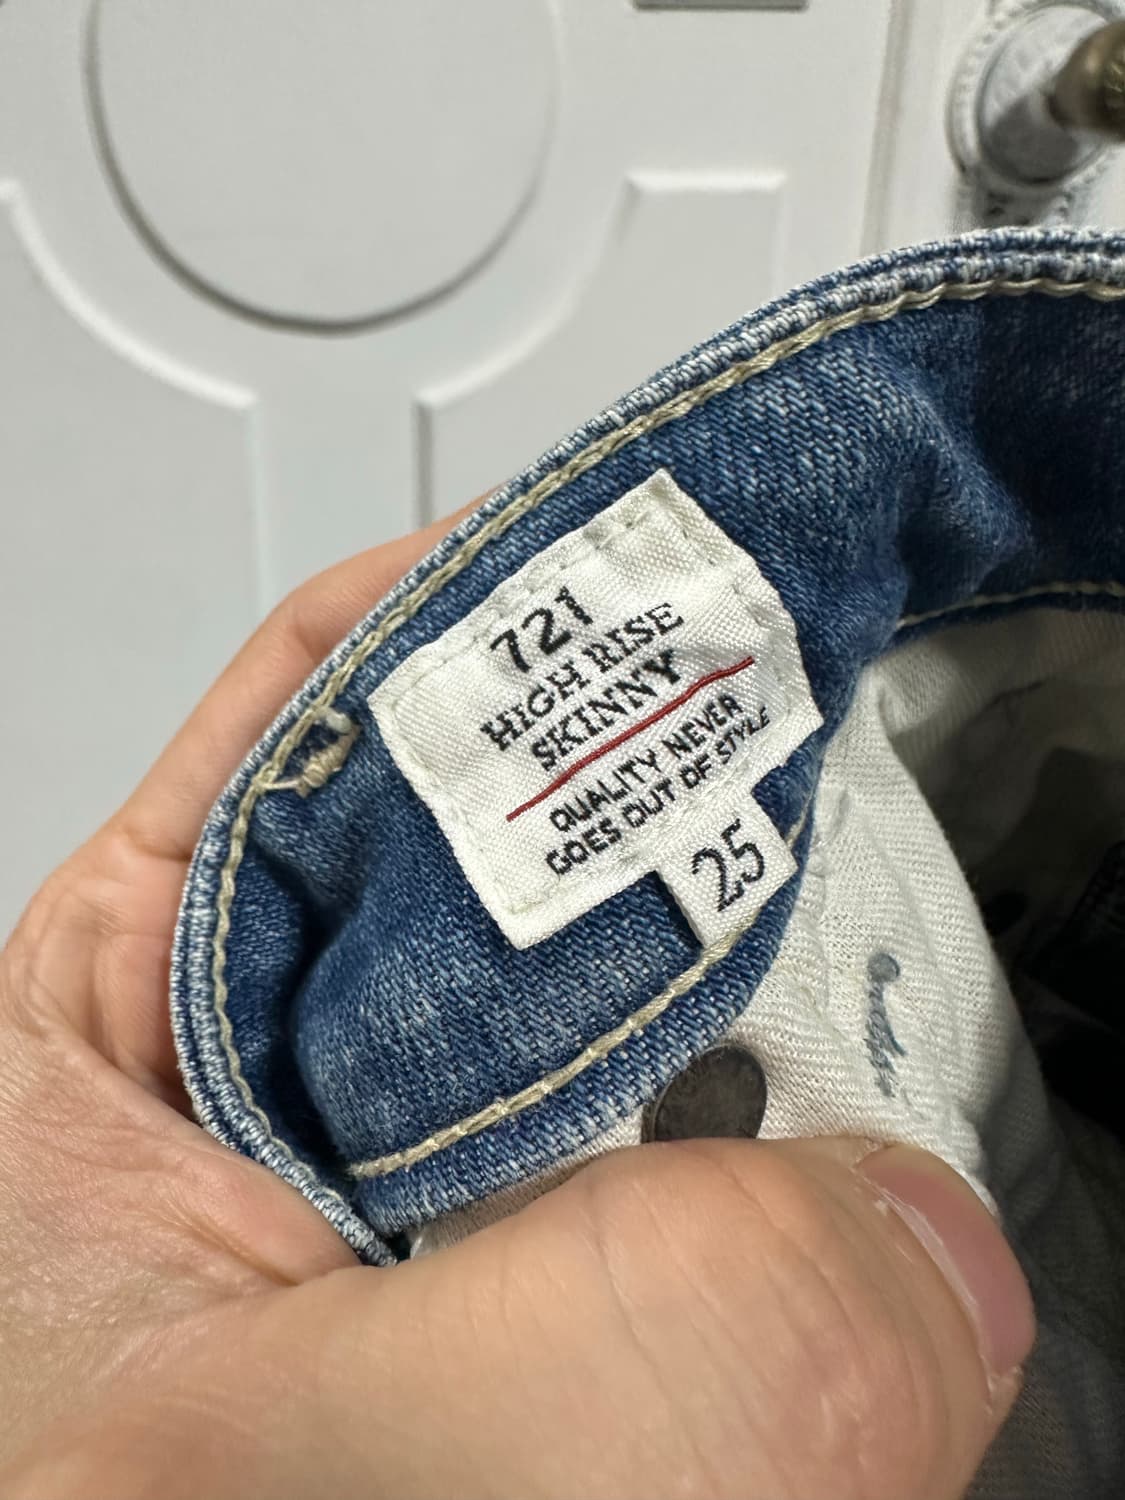 721
HIGH RISE
SKINNY
QUALITY NEVER
GOES OUT OF STYLE
25